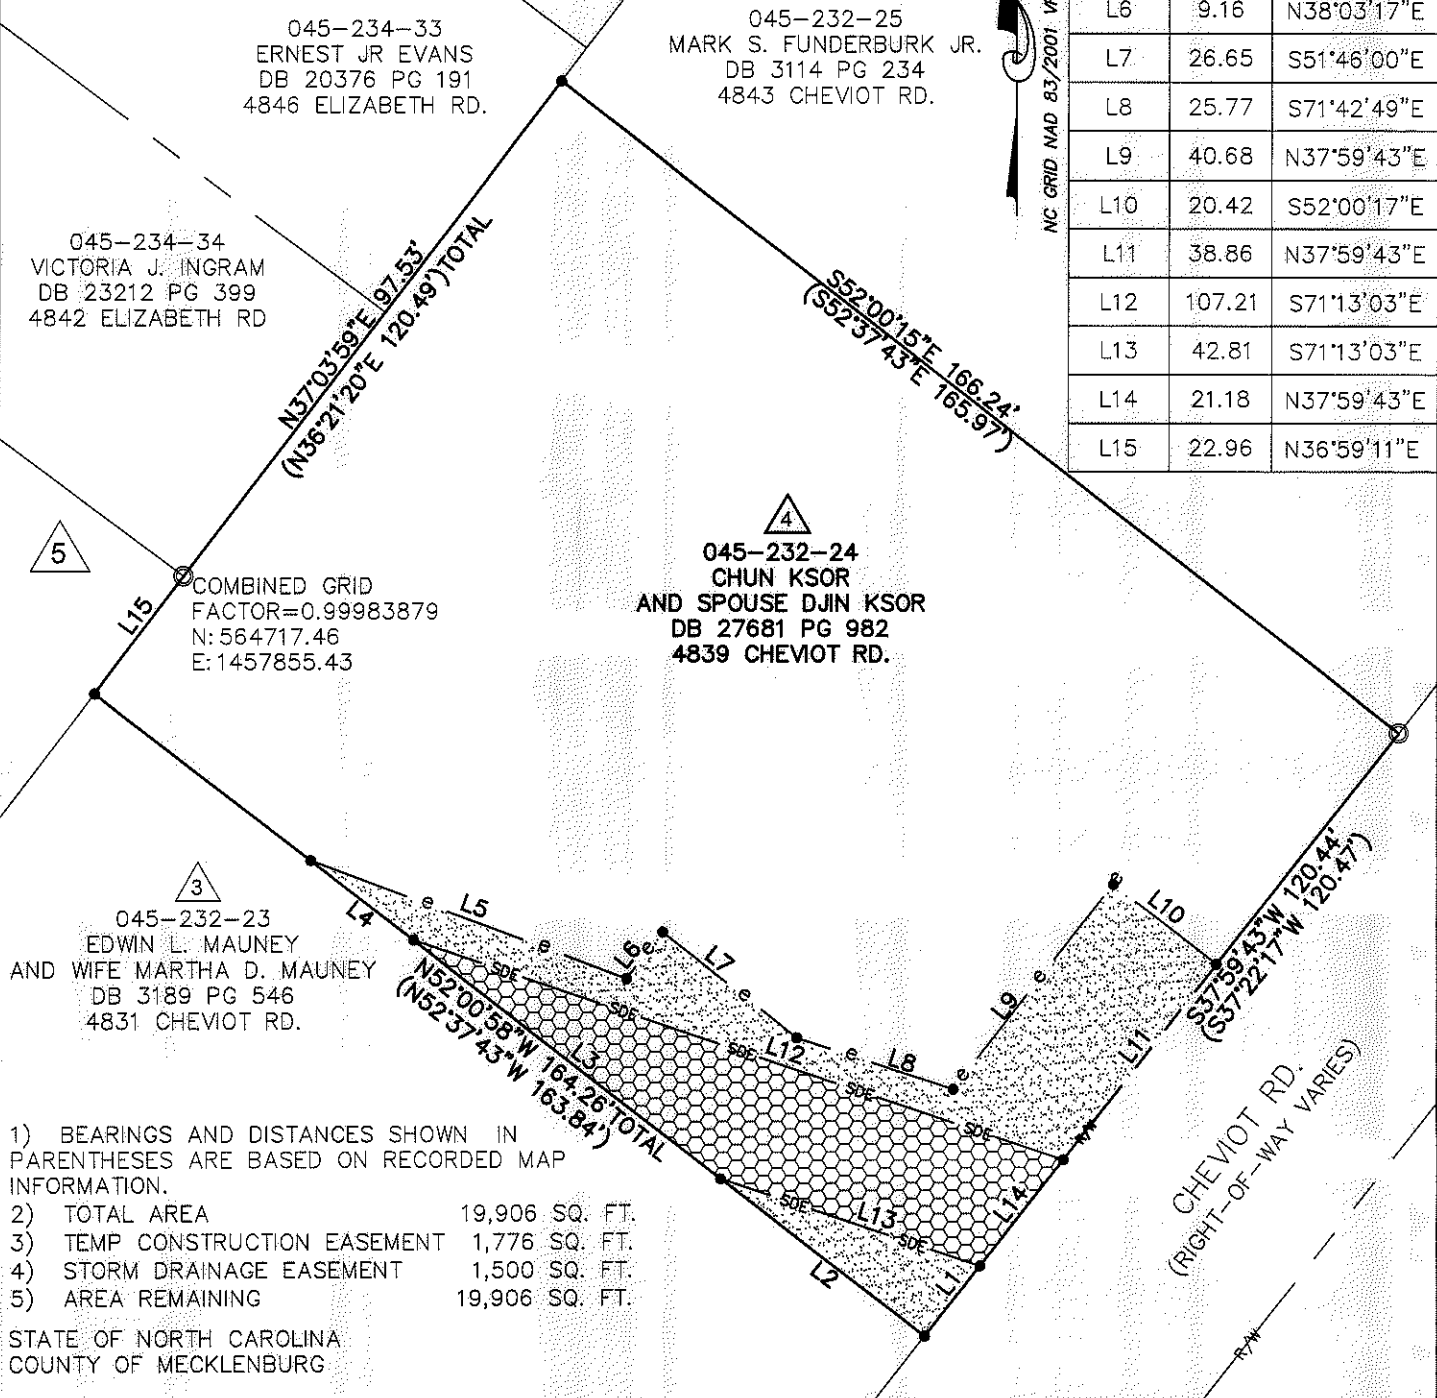 045-234-33
ERNEST JR EVANS
DB 20376 PG 191
4846 ELIZABETH RD.
045-232-25
MARK S. FUNDERBURK JR.
DB 3114 PG 234
4843 CHEVIOT RD.
NC GRID NAD 83/2001
L6 9.16 N38°03'17"E
L7 26.65 S51°46'00"E
L8 25.77 S71°42'49"E
L9 40.68 N37°59'43"E
L10 20.42 S52°00'17"E
L11 38.86 N37°59'43"E
L12 107.21 S71°13'03"E
L13 42.81 S71°13'03"E
L14 21.18 N37°59'43"E
L15 22.96 N36°59'11"E
045-234-34
VICTORIA J. INGRAM
DB 23212 PG 399
4842 ELIZABETH RD
N37°03'59"E 97.53'
(N36°21'20"E 120.49')TOTAL
S52°00'15"E 166.24'
(S52°37'43"E 165.97')
4
045-232-24
CHUN KSOR
AND SPOUSE DJIN KSOR
DB 27681 PG 982
4839 CHEVIOT RD.
5
L15
COMBINED GRID
FACTOR=0.99983879
N: 564717.46
E: 1457855.43
3
045-232-23
EDWIN L. MAUNEY
AND WIFE MARTHA D. MAUNEY
DB 3189 PG 546
4831 CHEVIOT RD.
L4
e
L5
e
L6
e
L7
e
L12
e
L8
e
L9
e
e
L10
L11
SDE
SDE
SDE
SDE
SDE
N52°00'58"W 164.26'TOTAL
(N52°37'43"W 163.84')
L3
S37°59'43"W 120.44'
(S37°22'17"W 120.47')
R/W
L14
SDE
L13
SDE
L2
L1
CHEVIOT RD.
(RIGHT-OF-WAY VARIES)
R/W
1) BEARINGS AND DISTANCES SHOWN IN
PARENTHESES ARE BASED ON RECORDED MAP
INFORMATION.
2) TOTAL AREA 19,906 SQ. FT.
3) TEMP CONSTRUCTION EASEMENT 1,776 SQ. FT.
4) STORM DRAINAGE EASEMENT 1,500 SQ. FT.
5) AREA REMAINING 19,906 SQ. FT.
STATE OF NORTH CAROLINA
COUNTY OF MECKLENBURG